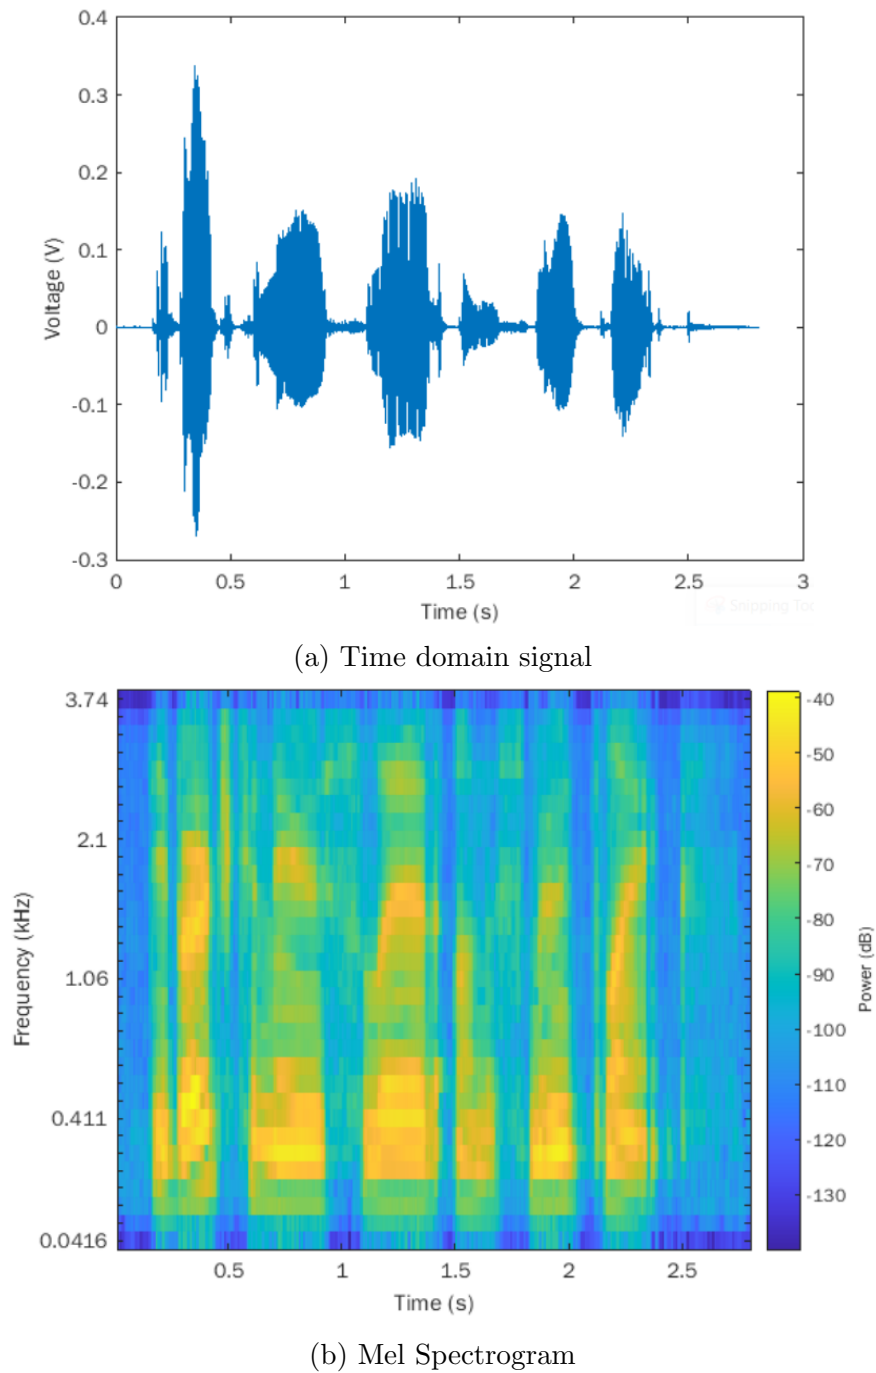 0.4
0.3
0.2
0.1
0
-0.1
-0.2
-0.3
Voltage (V)
0 0.5 1 1.5 2 2.5 3
Time (s)
Snipping Too
(a) Time domain signal
3.74
2.1
1.06
0.411
0.0416
Frequency (kHz)
0.5 1 1.5 2 2.5
Time (s)
-40
-50
-60
-70
-80
-90
-100
-110
-120
-130
Power (dB)
(b) Mel Spectrogram